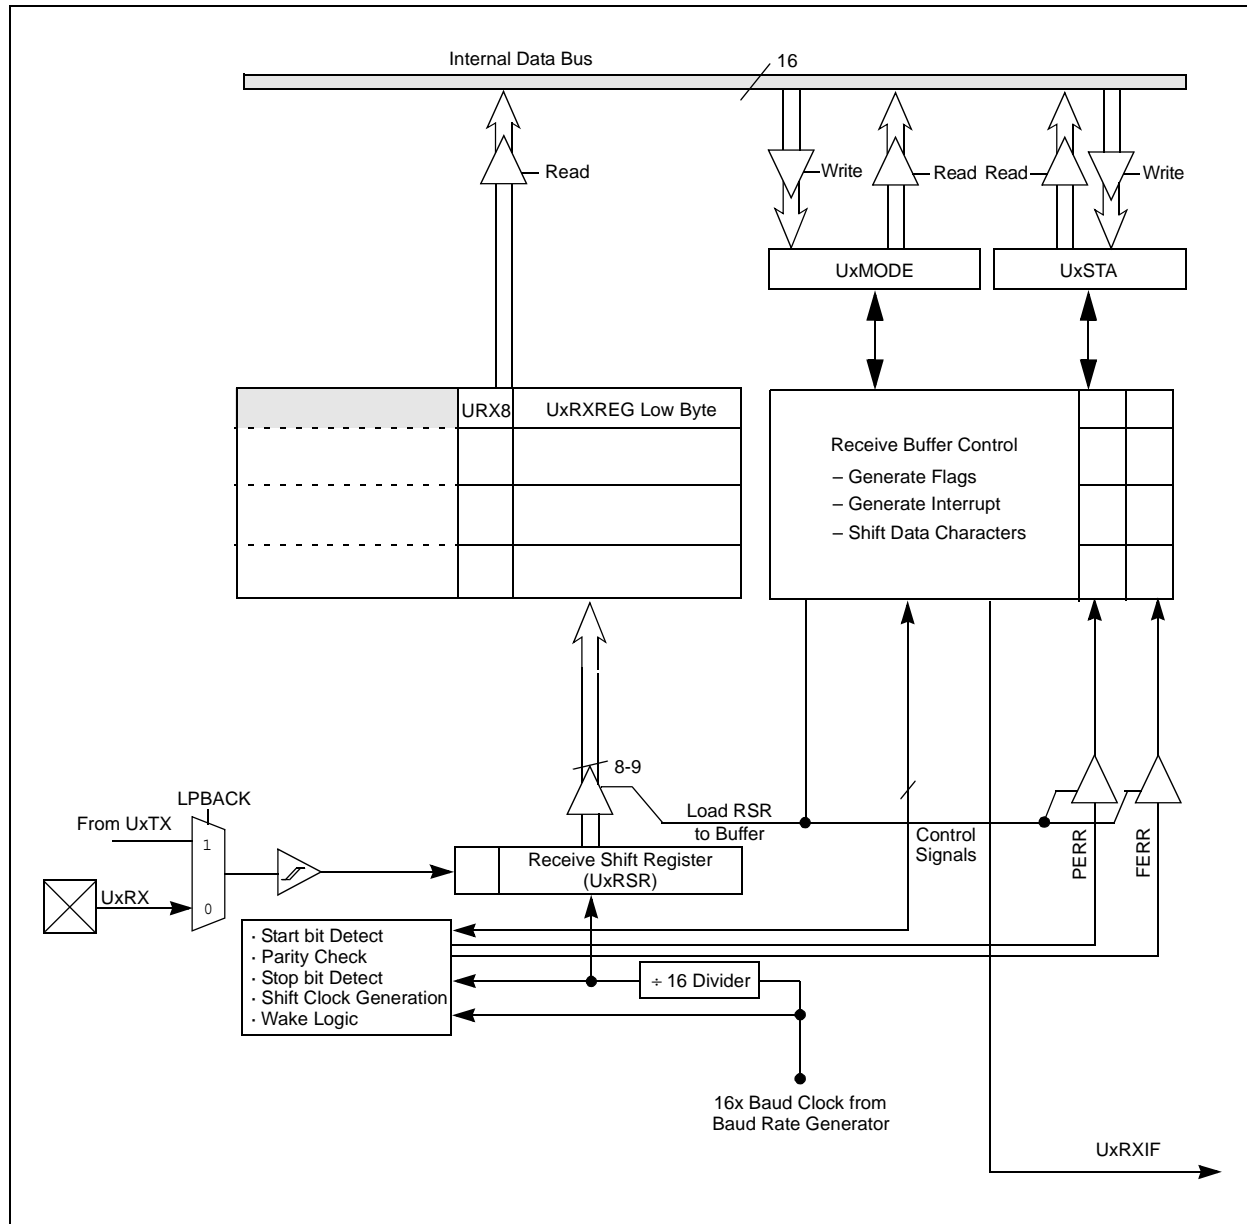 Internal Data Bus
16
Read
Write
Read
Read
Write
UxMODE
UxSTA
URX8
UxRXREG Low Byte
Receive Buffer Control
– Generate Flags
– Generate Interrupt
– Shift Data Characters
8-9
LPBACK
From UxTX
1
Load RSR
to Buffer
Control
Signals
PERR
FERR
UxRX
0
Receive Shift Register
(UxRSR)
· Start bit Detect
· Parity Check
· Stop bit Detect
· Shift Clock Generation
· Wake Logic
÷ 16 Divider
16x Baud Clock from
Baud Rate Generator
UxRXIF